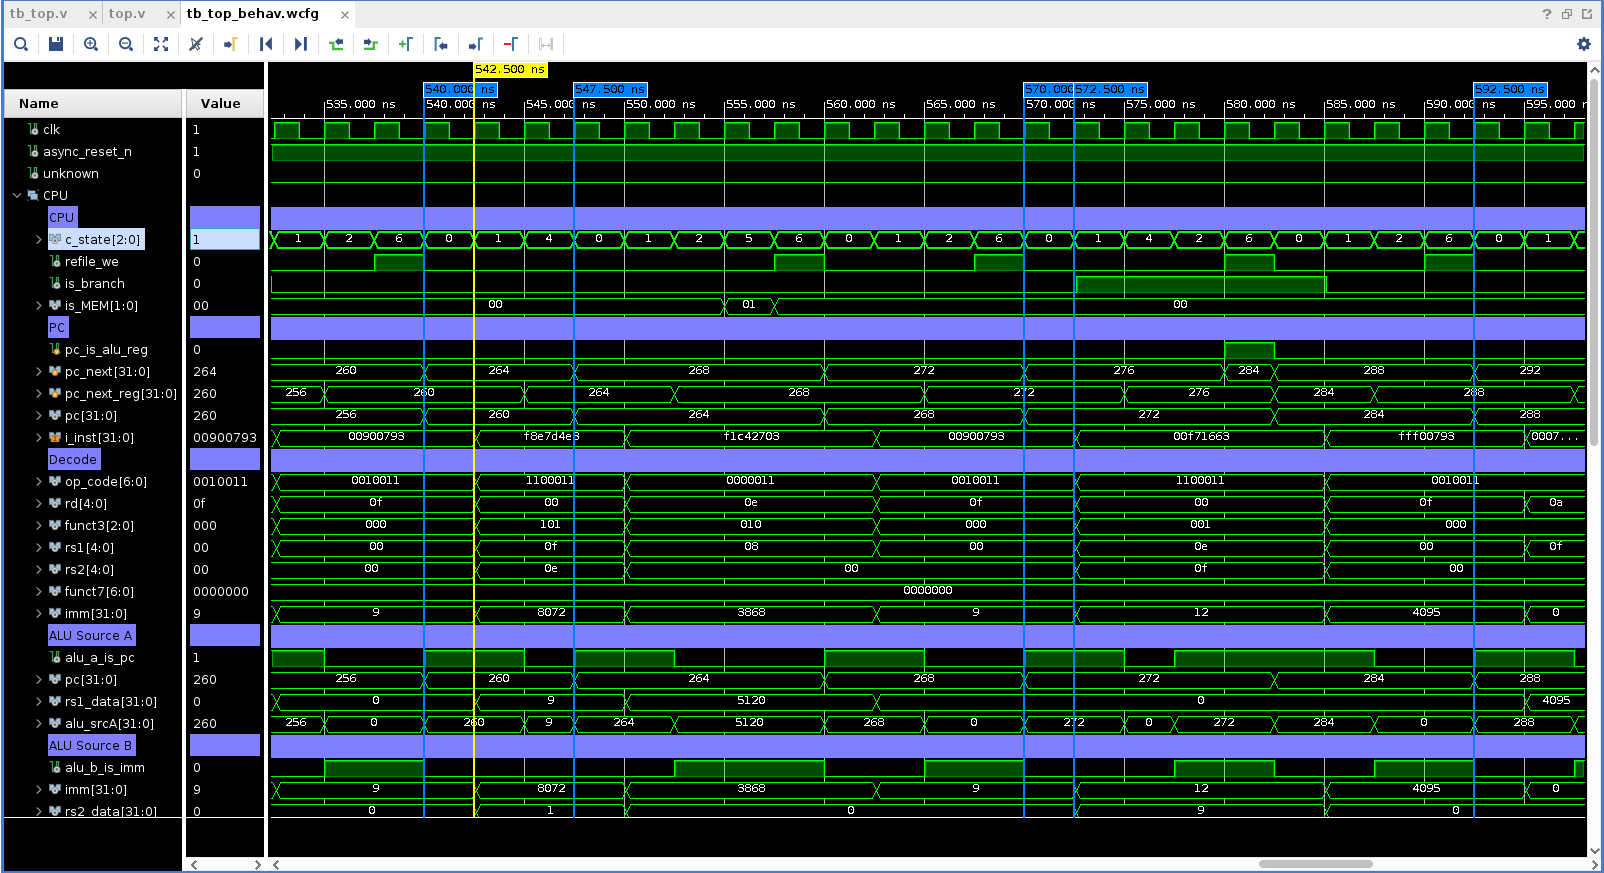 tb_top.v × top.v × tb_top_behav.wcfg ×
542.500 ns
540.000 ns 547.500 ns 570.000 572.500 ns 592.500 ns
Name Value 535.000 ns 540.000 ns 545.000 ns 550.000 ns 555.000 ns 560.000 ns 565.000 ns 570.000 ns 575.000 ns 580.000 ns 585.000 ns 590.000 ns 595.000 n
clk 1
async_reset_n 1
unknown 0
CPU
CPU
c_state[2:0] 1 1 2 6 0 1 4 0 1 2 5 6 0 1 2 6 0 1 4 2 6 0 1 2 6 0 1
refile_we 0
is_branch 0
is_MEM[1:0] 00 00 01 00
PC
pc_is_alu_reg 0
pc_next[31:0] 264 260 264 268 272 276 284 288 292
pc_next_reg[31:0] 260 256 260 264 268 272 276 284 288
pc[31:0] 260 256 260 264 268 272 284 288
i_inst[31:0] 00900793 00900793 f8e7d4e3 f1c42703 00900793 00f71663 fff00793 0007...
Decode
op_code[6:0] 0010011 0010011 1100011 0000011 0010011 1100011 0010011
rd[4:0] 0f 0f 00 0e 0f 00 0f 0a
funct3[2:0] 000 000 101 010 000 001 000
rs1[4:0] 00 00 0f 08 00 0e 00 0f
rs2[4:0] 00 00 0e 00 0f 00
funct7[6:0] 0000000 0000000
imm[31:0] 9 9 8072 3868 9 12 4095 0
ALU Source A
alu_a_is_pc 1
pc[31:0] 260 256 260 264 268 272 284 288
rs1_data[31:0] 0 0 9 5120 0 4095
alu_srcA[31:0] 260 256 0 260 9 264 5120 268 0 272 0 272 284 0 288
ALU Source B
alu_b_is_imm 0
imm[31:0] 9 9 8072 3868 9 12 4095 0
rs2_data[31:0] 0 0 1 0 9 0